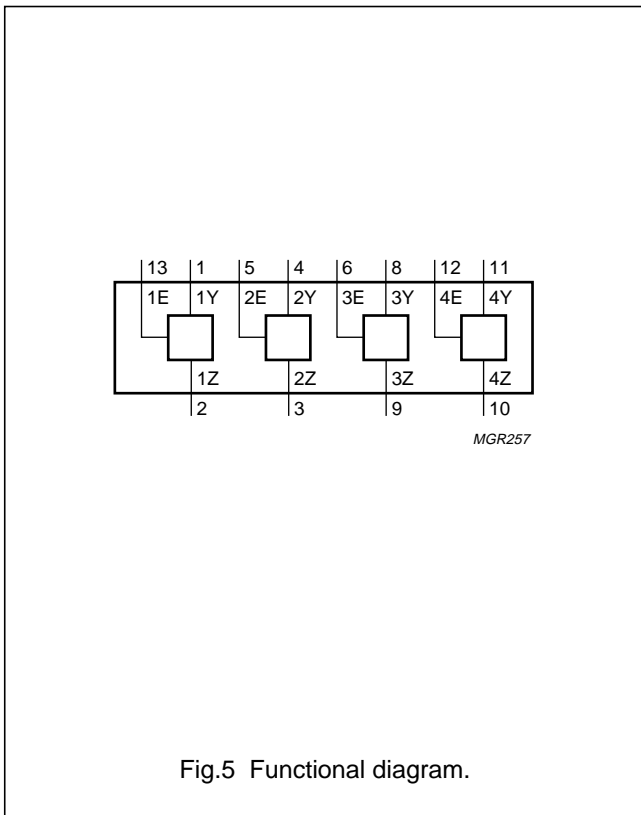 13 1 5 4 6 8 12 11
1E 1Y 2E 2Y 3E 3Y 4E 4Y
1Z 2Z 3Z 4Z
2 3 9 10
MGR257
Fig.5 Functional diagram.